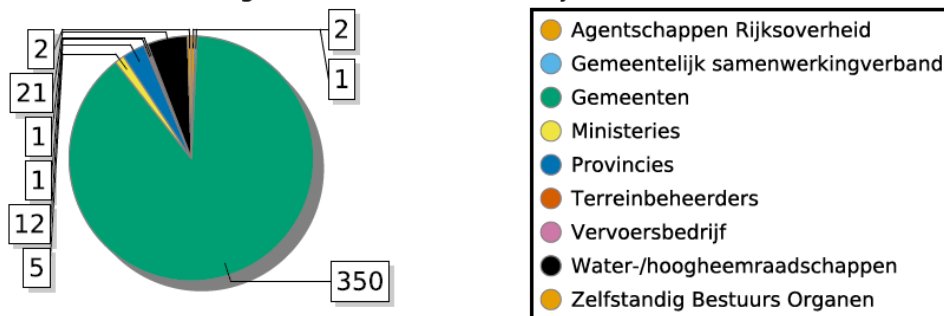 2
1
2
21
1
1
12
5
350
Agentschappen Rijksoverheid
Gemeentelijk samenwerkingverband
Gemeenten
Ministeries
Provincies
Terreinbeheerders
Vervoersbedrijf
Water-/hoogheemraadschappen
Zelfstandig Bestuurs Organen